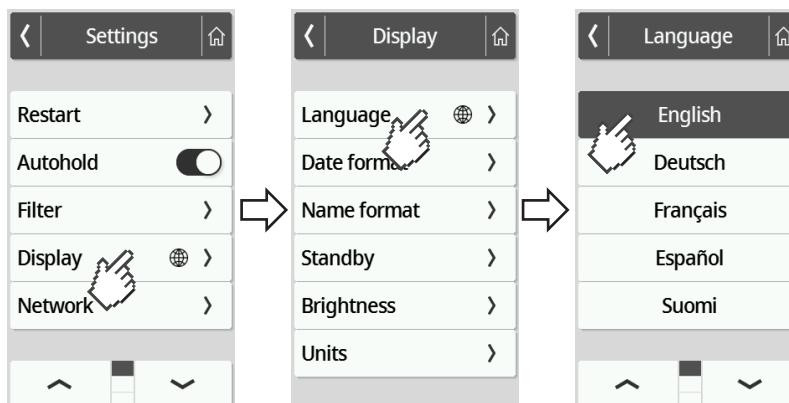 Settings
Restart
Autohold
Filter
Display
Network
Display
Language
Date format
Name format
Standby
Brightness
Units
Language
English
Deutsch
Français
Español
Suomi